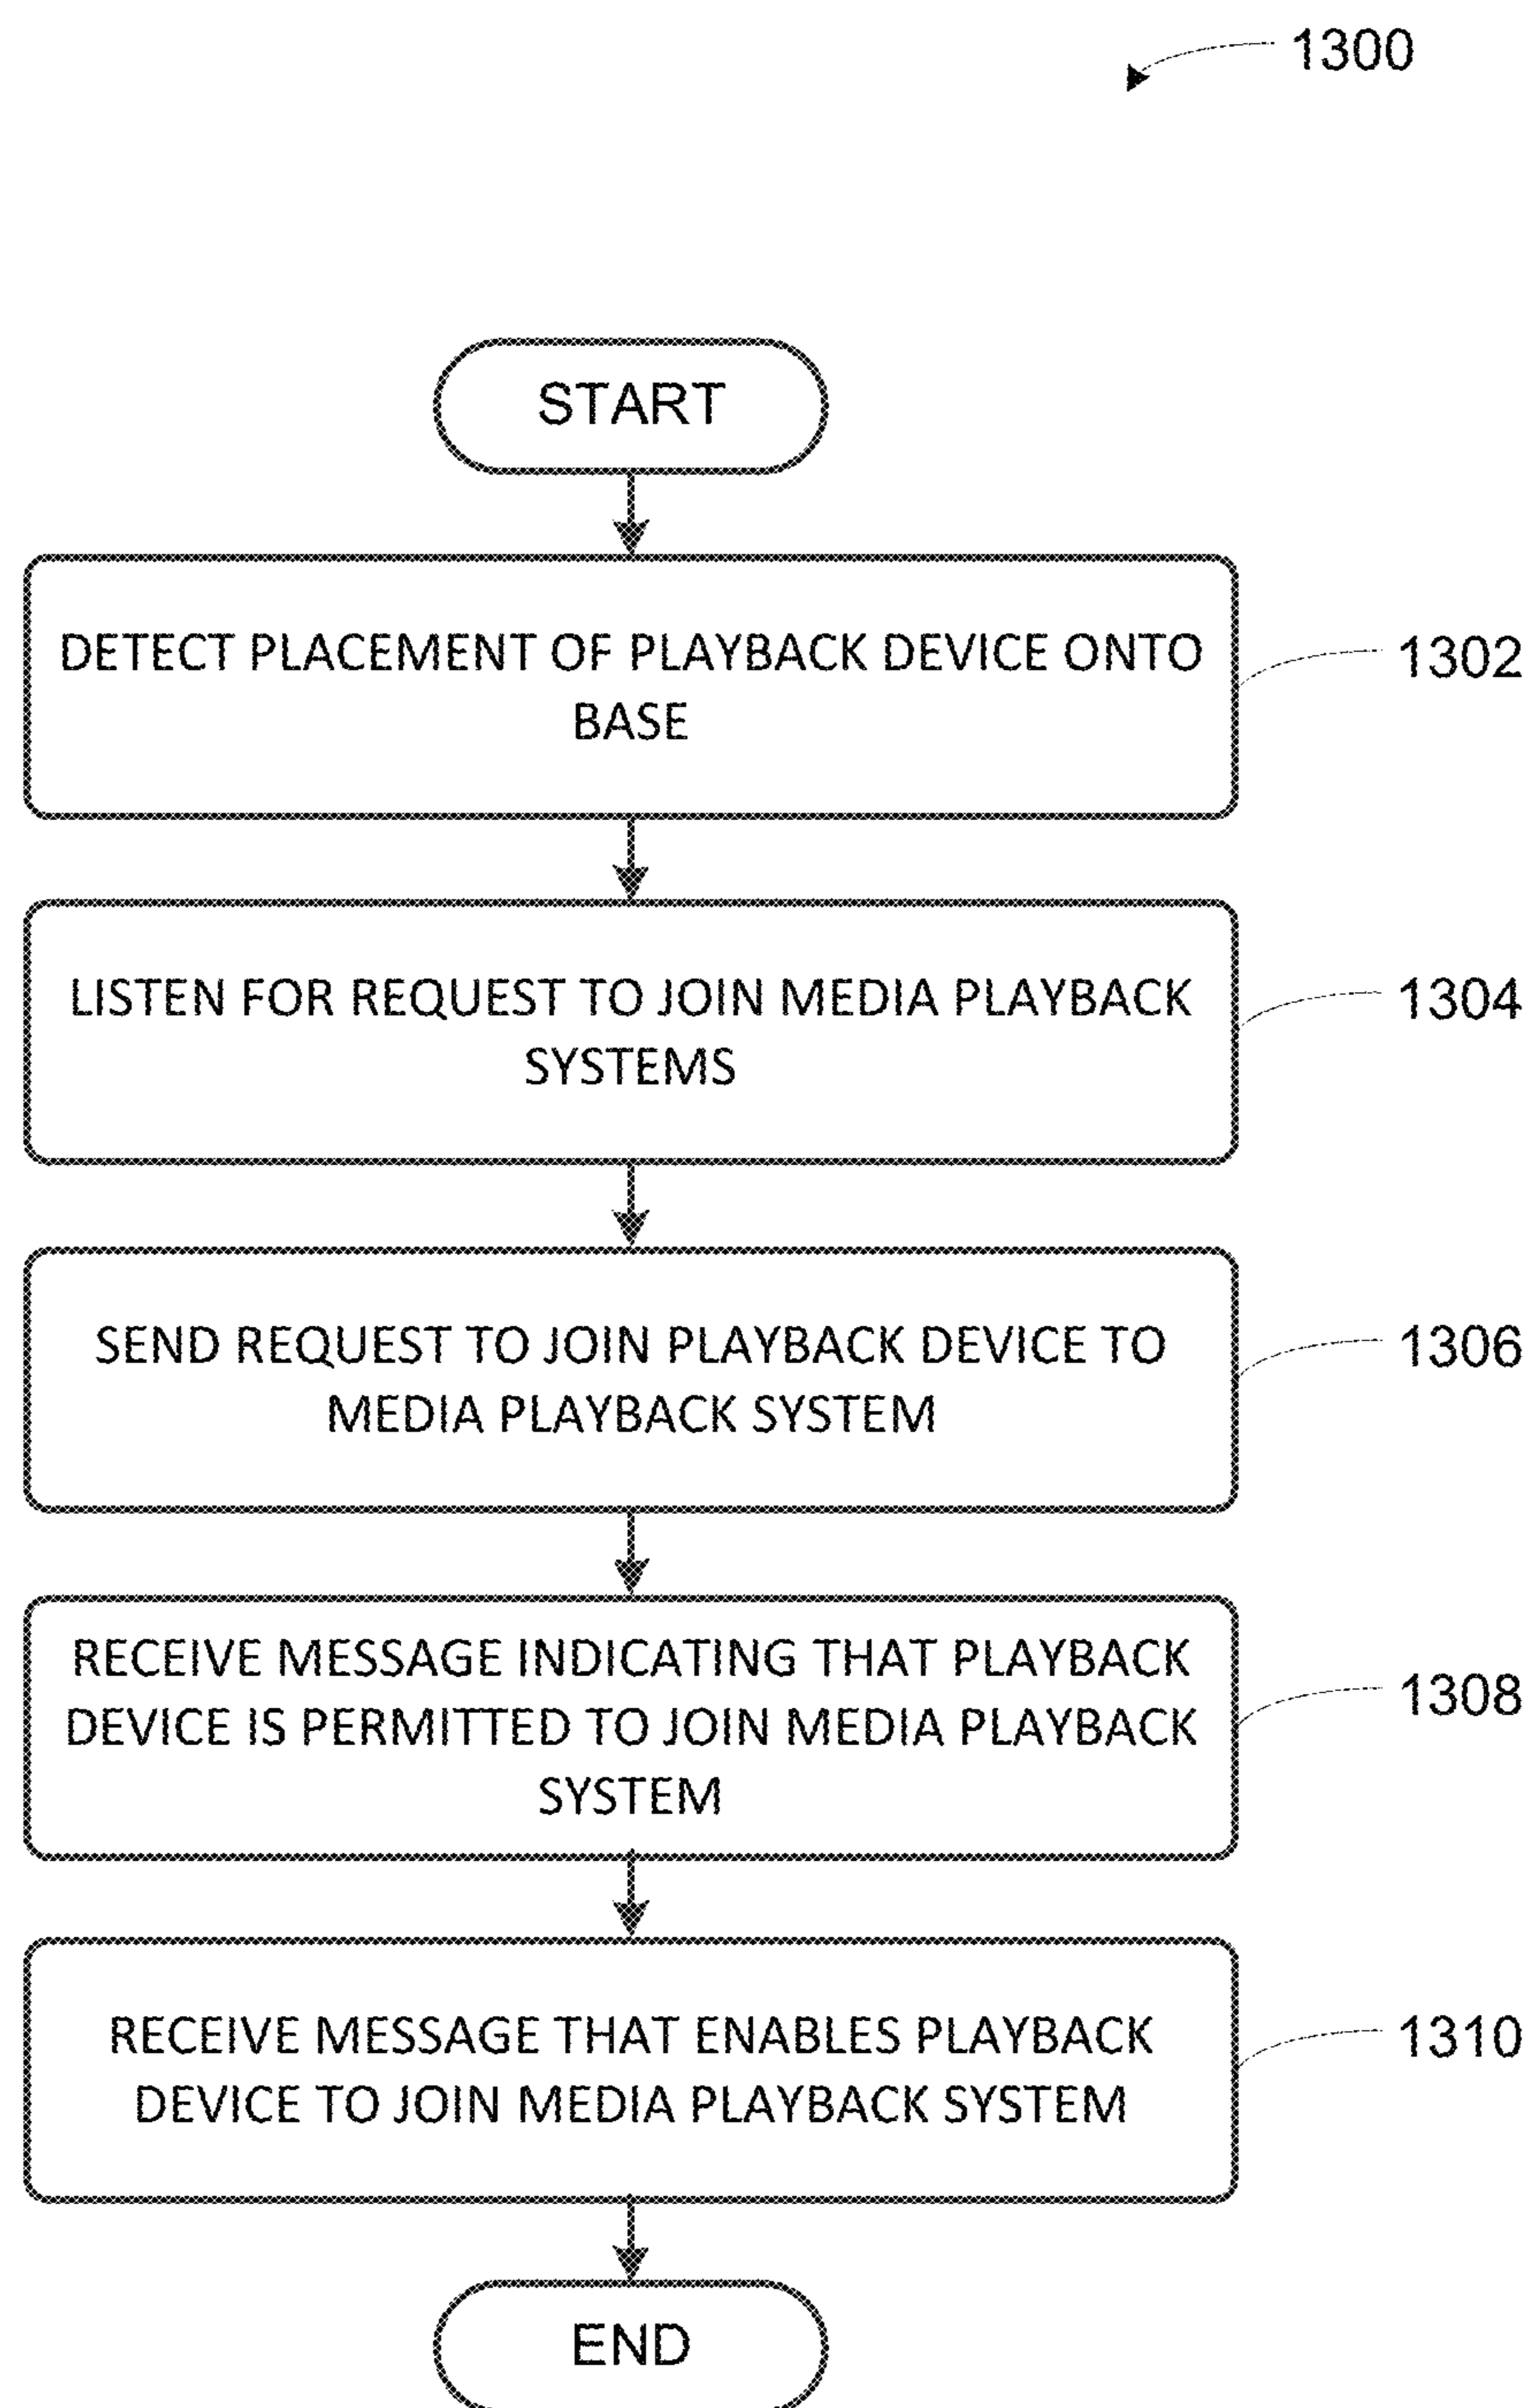 1300
START
DETECT PLACEMENT OF PLAYBACK DEVICE ONTO
BASE
1302
LISTEN FOR REQUEST TO JOIN MEDIA PLAYBACK
SYSTEMS
1304
SEND REQUEST TO JOIN PLAYBACK DEVICE TO
MEDIA PLAYBACK SYSTEM
1306
RECEIVE MESSAGE INDICATING THAT PLAYBACK
DEVICE IS PERMITTED TO JOIN MEDIA PLAYBACK
SYSTEM
1308
RECEIVE MESSAGE THAT ENABLES PLAYBACK
DEVICE TO JOIN MEDIA PLAYBACK SYSTEM
1310
END